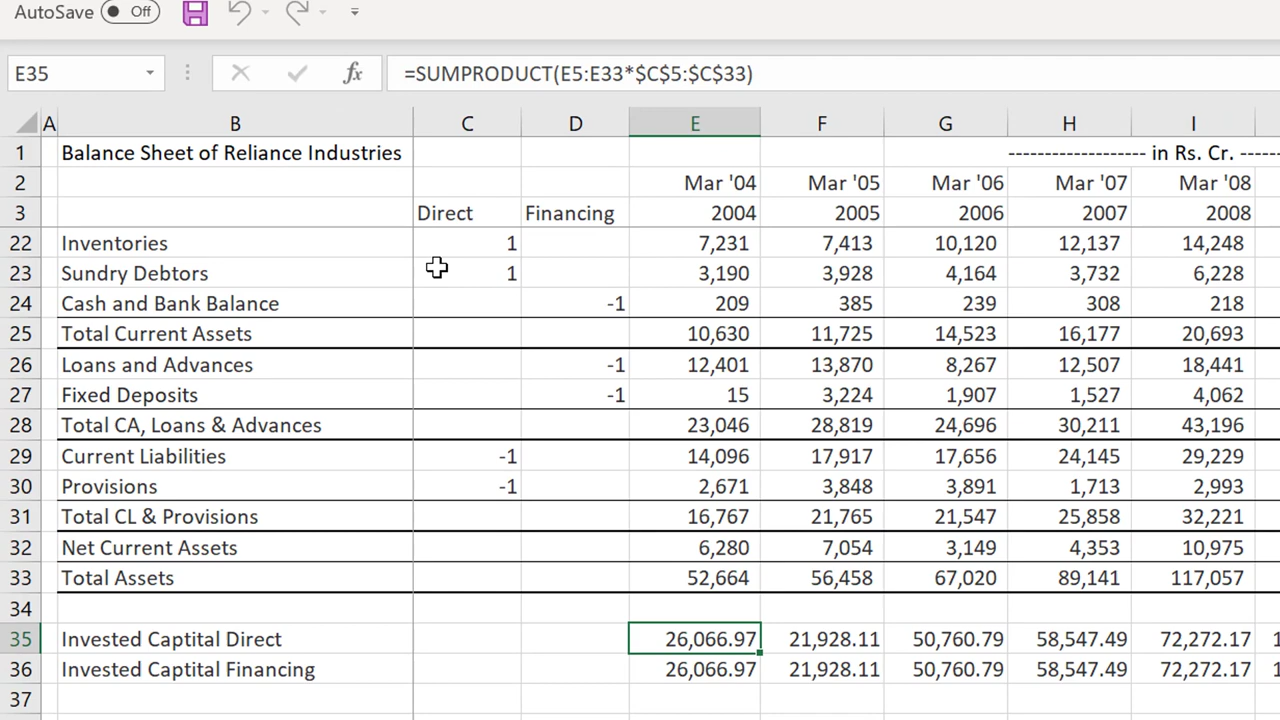 AutoSave Off
E35 fx =SUMPRODUCT(E5:E33*$C$5:$C$33)
A B C D E F G H I
1 Balance Sheet of Reliance Industries ------------------- in Rs. Cr. ------
2 Mar '04 Mar '05 Mar '06 Mar '07 Mar '08
3 Direct Financing 2004 2005 2006 2007 2008
22 Inventories 1 7,231 7,413 10,120 12,137 14,248
23 Sundry Debtors 1 3,190 3,928 4,164 3,732 6,228
24 Cash and Bank Balance -1 209 385 239 308 218
25 Total Current Assets 10,630 11,725 14,523 16,177 20,693
26 Loans and Advances -1 12,401 13,870 8,267 12,507 18,441
27 Fixed Deposits -1 15 3,224 1,907 1,527 4,062
28 Total CA, Loans & Advances 23,046 28,819 24,696 30,211 43,196
29 Current Liabilities -1 14,096 17,917 17,656 24,145 29,229
30 Provisions -1 2,671 3,848 3,891 1,713 2,993
31 Total CL & Provisions 16,767 21,765 21,547 25,858 32,221
32 Net Current Assets 6,280 7,054 3,149 4,353 10,975
33 Total Assets 52,664 56,458 67,020 89,141 117,057
34
35 Invested Captital Direct 26,066.97 21,928.11 50,760.79 58,547.49 72,272.17
36 Invested Captital Financing 26,066.97 21,928.11 50,760.79 58,547.49 72,272.17
37